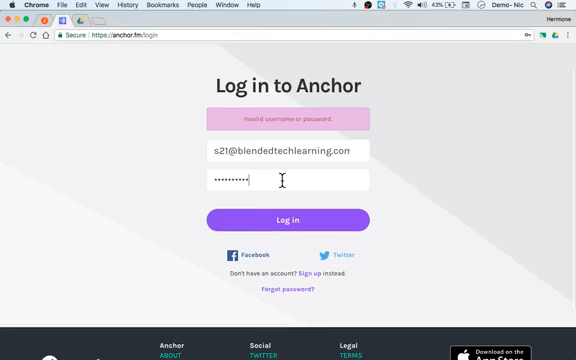 Chrome File Edit View History Bookmarks People Window Help 43% Demo- Nic
Hermione
Secure https://anchor.fm/login
Log in to Anchor
Invalid username or password.
s21@blendedtechlearning.com
••••••••••
Log in
Facebook Twitter
Don't have an account? Sign up instead.
Forgot password?
Anchor Social Legal
ABOUT TWITTER TERMS
Download on the